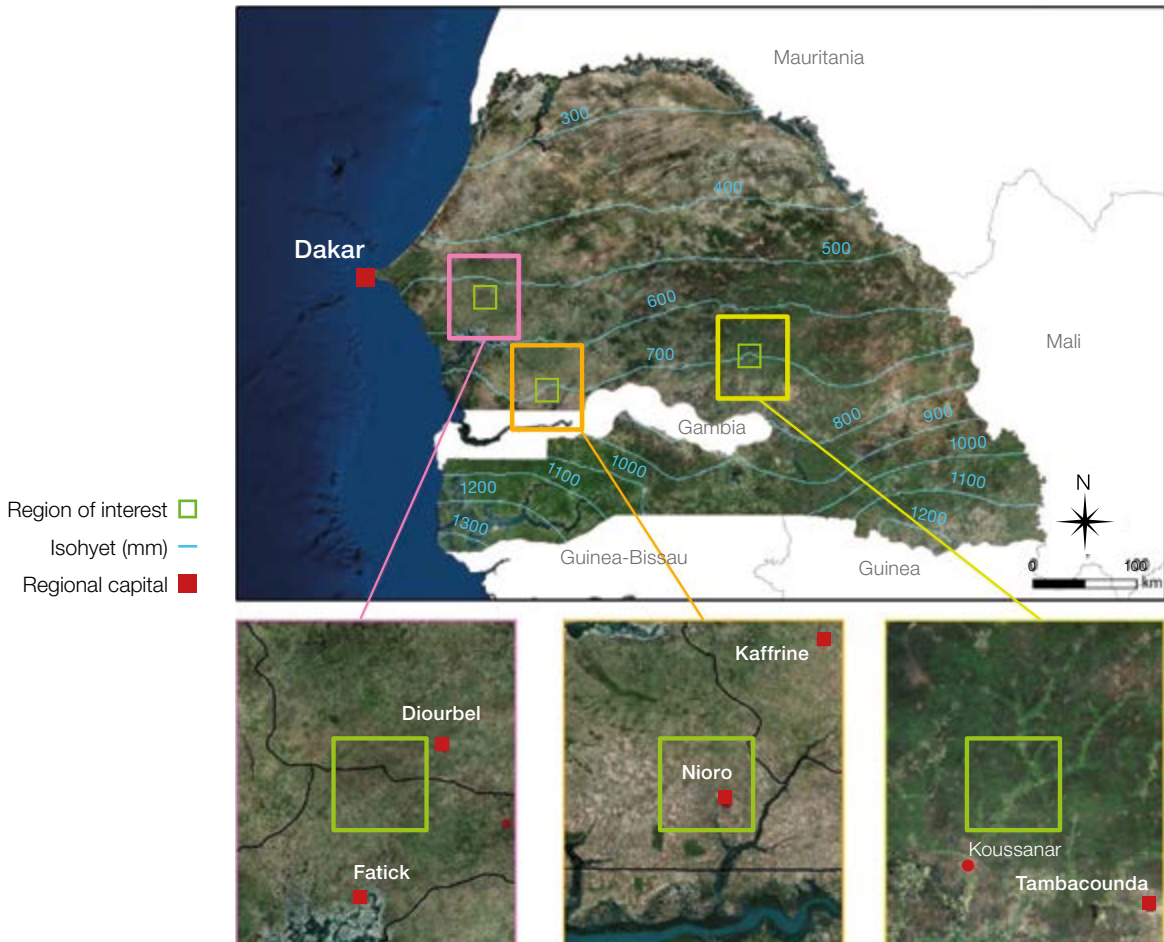 Mauritania
300
400
Dakar
500
600
700
Mali
800
900
Gambia
1000
1000
1100
1100
1200
N
1200
1300
Guinea-Bissau
Guinea
0
100
km
Region of interest
Isohyet (mm)
Regional capital
Kaffrine
Diourbel
Nioro
Koussanar
Fatick
Tambacounda